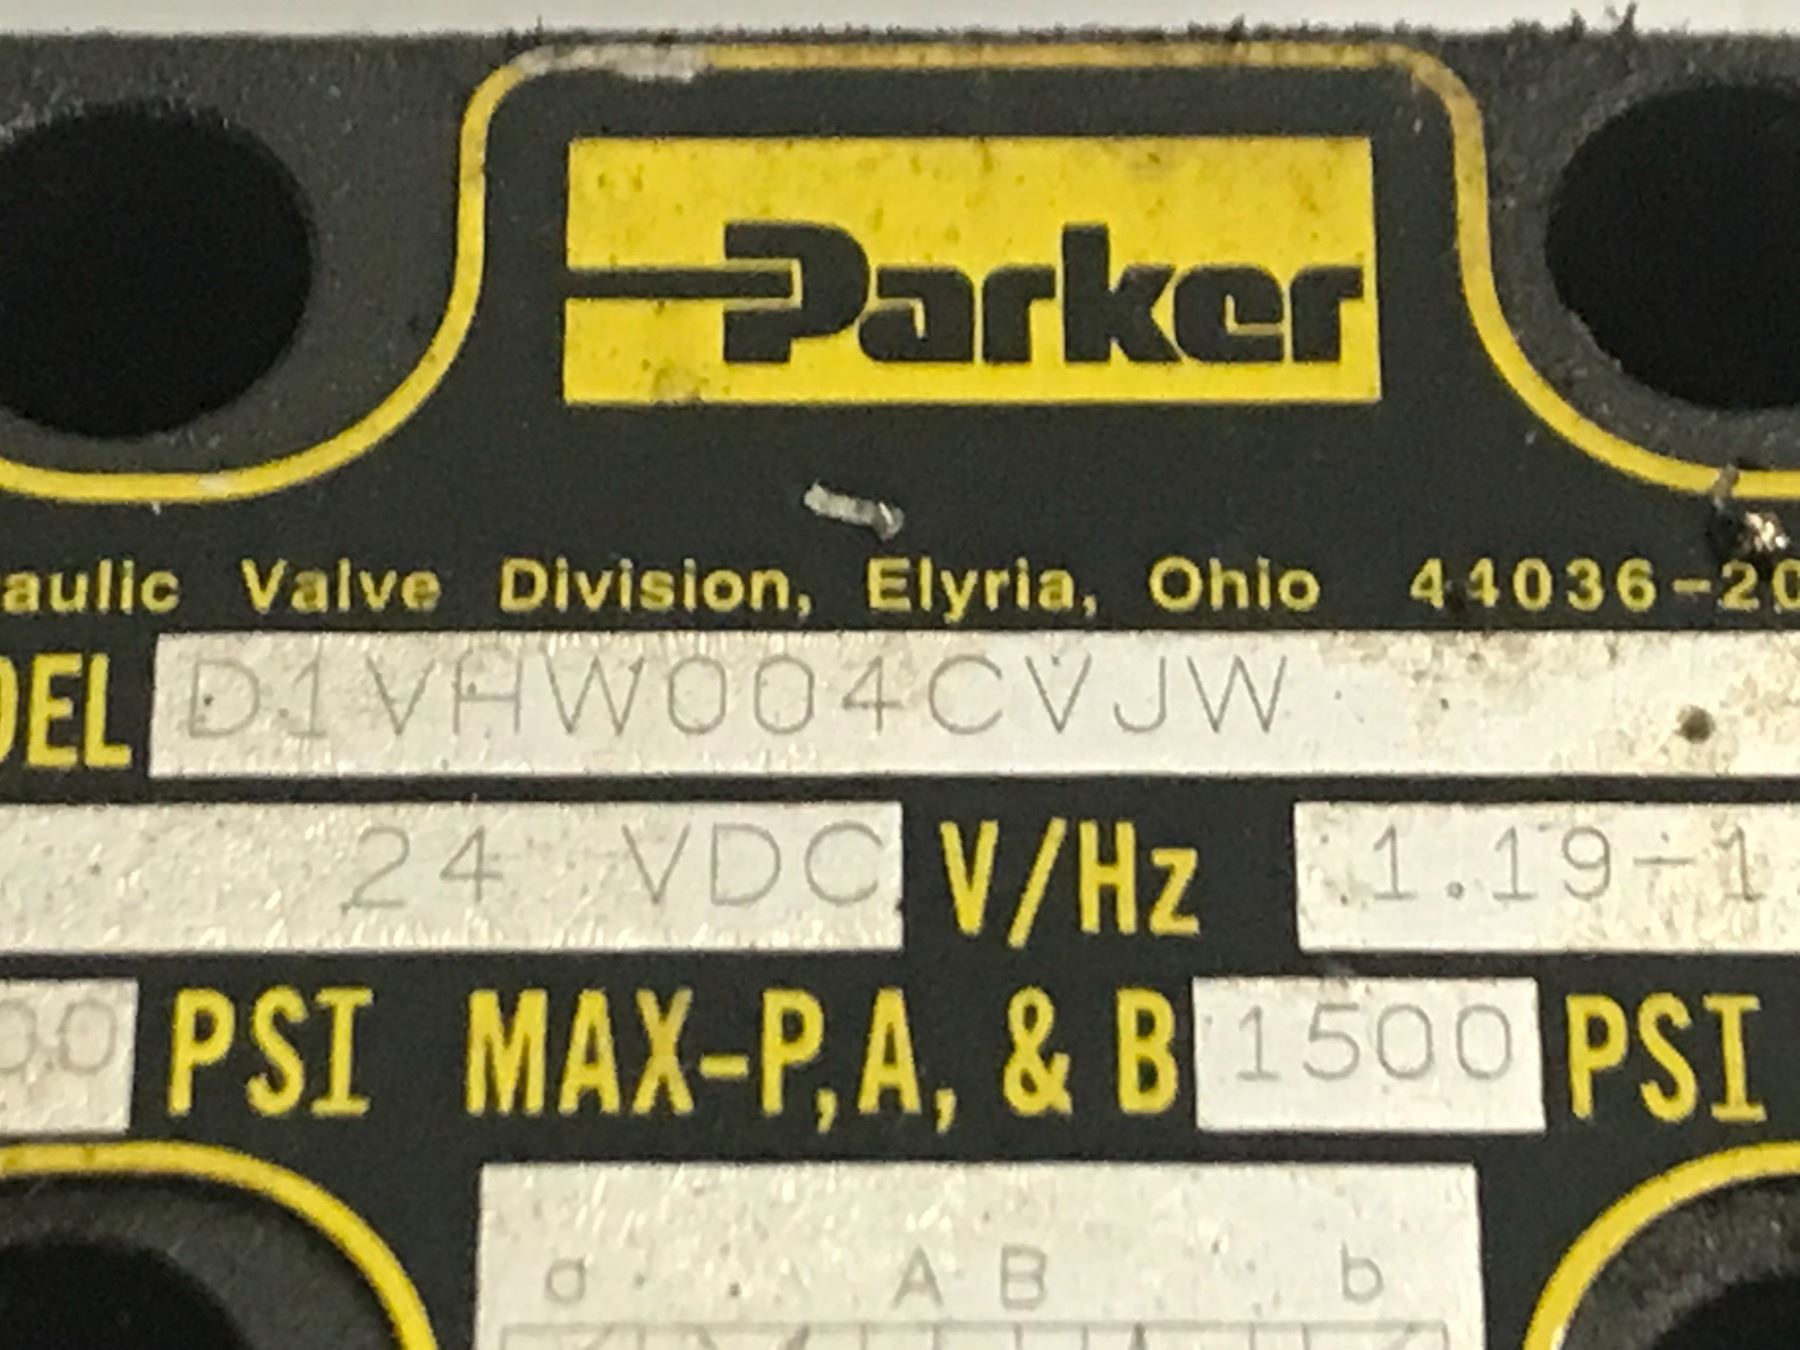 Parker
aulic Valve Division, Elyria, Ohio 44036-20
DEL D1VHW004CVJW
24 VDC V/Hz 1.19-1
00 PSI MAX-P,A, & B 1500 PSI
a A B b